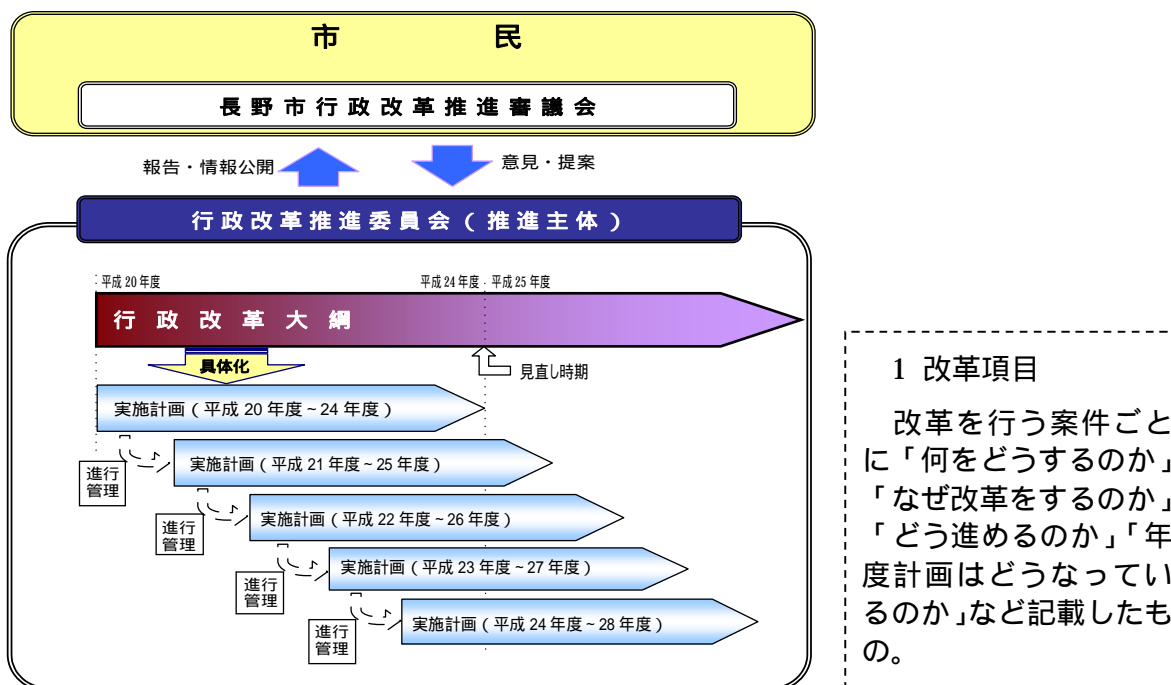 市 民
長野市行政改革推進審議会
報告・情報公開
意見・提案
行政改革推進委員会(推進主体)
平成20年度
平成24年度
平成25年度
行政改革大綱
具体化
見直し時期
実施計画(平成20年度~24年度)
進行
管理
実施計画(平成21年度~25年度)
進行
管理
実施計画(平成22年度~26年度)
進行
管理
実施計画(平成23年度~27年度)
進行
管理
実施計画(平成24年度~28年度)
1 改革項目
改革を行う案件ごと
に「何をどうするのか」
「なぜ改革をするのか」
「どう進めるのか」「年
度計画はどうなってい
るのか」など記載したも
の。